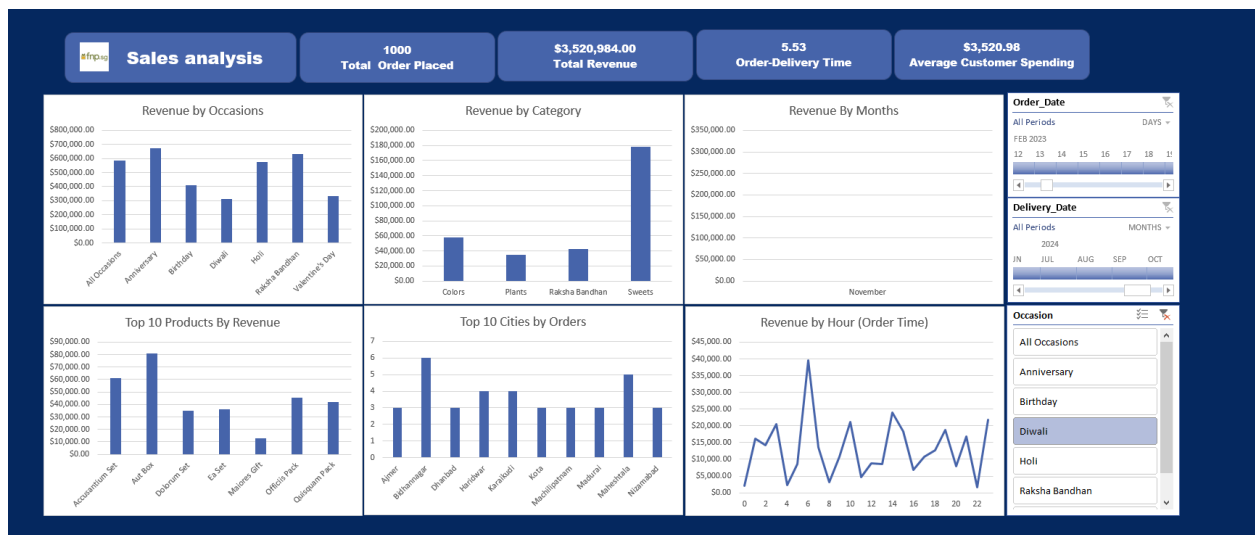 fnp.sg
Sales analysis
1000
Total Order Placed
$3,520,984.00
Total Revenue
5.53
Order-Delivery Time
$3,520.98
Average Customer Spending
Revenue by Occasions
$800,000.00
$700,000.00
$600,000.00
$500,000.00
$400,000.00
$300,000.00
$200,000.00
$100,000.00
$0.00
All Occasions
Anniversary
Birthday
Diwali
Holi
Raksha Bandhan
Valentine's Day
Revenue by Category
$200,000.00
$180,000.00
$160,000.00
$140,000.00
$120,000.00
$100,000.00
$80,000.00
$60,000.00
$40,000.00
$20,000.00
$0.00
Colors Plants Raksha Bandhan Sweets
Revenue By Months
$350,000.00
$300,000.00
$250,000.00
$200,000.00
$150,000.00
$100,000.00
$50,000.00
$0.00
November
Order_Date
All Periods DAYS
FEB 2023
12 13 14 15 16 17 18
Delivery_Date
All Periods MONTHS
2024
JUL AUG SEP OCT
Top 10 Products By Revenue
$90,000.00
$80,000.00
$70,000.00
$60,000.00
$50,000.00
$40,000.00
$30,000.00
$20,000.00
$10,000.00
$0.00
Accusantium Set
Aut Box
Dolorum Set
Ea Set
Maiores Gift
Officiis Pack
Quisquam Pack
Top 10 Cities by Orders
7
6
5
4
3
2
1
0
Ajmer
Bidhannagar
Dhanbad
Haridwar
Karaikudi
Kota
Machilipatnam
Madurai
Maheshtala
Nizamabad
Revenue by Hour (Order Time)
$45,000.00
$40,000.00
$35,000.00
$30,000.00
$25,000.00
$20,000.00
$15,000.00
$10,000.00
$5,000.00
$0.00
0 2 4 6 8 10 12 14 16 18 20 22
Occasion
All Occasions
Anniversary
Birthday
Diwali
Holi
Raksha Bandhan